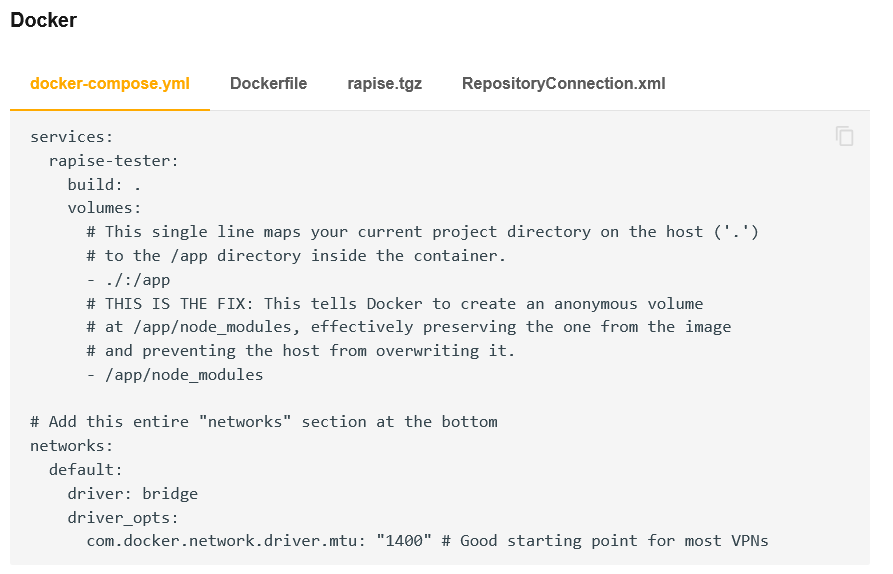 Docker
docker-compose.yml Dockerfile rapise.tgz RepositoryConnection.xml
services:
  rapise-tester:
    build: .
    volumes:
      # This single line maps your current project directory on the host ('.')
      # to the /app directory inside the container.
      - ./:/app
      # THIS IS THE FIX: This tells Docker to create an anonymous volume
      # at /app/node_modules, effectively preserving the one from the image
      # and preventing the host from overwriting it.
      - /app/node_modules

# Add this entire "networks" section at the bottom
networks:
  default:
    driver: bridge
    driver_opts:
      com.docker.network.driver.mtu: "1400" # Good starting point for most VPNs